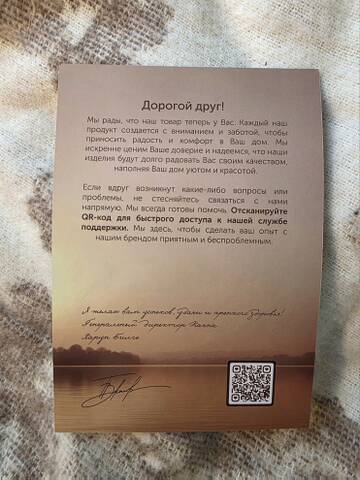 Дорогой друг!
Мы рады, что наш товар теперь у Вас. Каждый наш
продукт создается с вниманием и заботой, чтобы
приносить радость и комфорт в Ваш дом. Мы
искренне ценим Ваше доверие и надеемся, что наши
изделия будут долго радовать Вас своим качеством,
наполняя Ваш дом уютом и красотой.
Если вдруг возникнут какие-либо вопросы или
проблемы, не стесняйтесь связаться с нами
напрямую. Мы всегда готовы помочь. Отсканируйте
QR-код для быстрого доступа к нашей службе
поддержки. Мы здесь, чтобы сделать ваш опыт с
нашим брендом приятным и беспроблемным.
Я желаю вам успехов, удачи и крепкого здоровья!
Генеральный директор